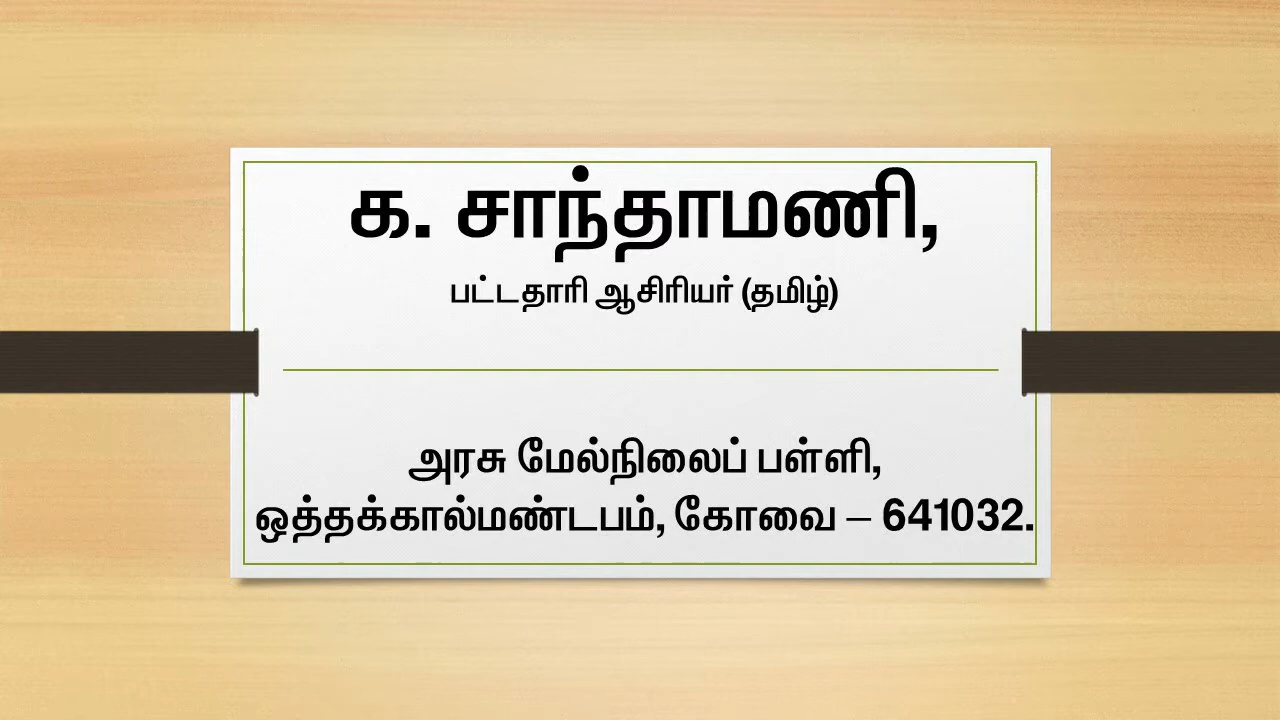 க. சாந்தாமணி,
பட்டதாரி ஆசிரியர் (தமிழ்)
அரசு மேல்நிலைப் பள்ளி,
ஒத்தக்கால்மண்டபம், கோவை – 641032.